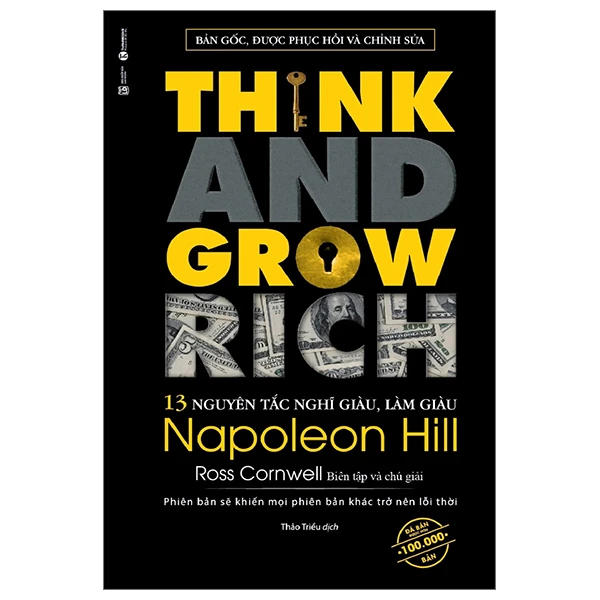 BẢN GỐC, ĐƯỢC PHỤC HỒI VÀ CHỈNH SỬA
THINK
AND
GROW
RICH
13 NGUYÊN TẮC NGHĨ GIÀU, LÀM GIÀU
Napoleon Hill
Ross Cornwell Biên tập và chú giải
Phiên bản sẽ khiến mọi phiên bản khác trở nên lỗi thời
Thảo Triều dịch
ĐÃ BÁN
100.000
BẢN